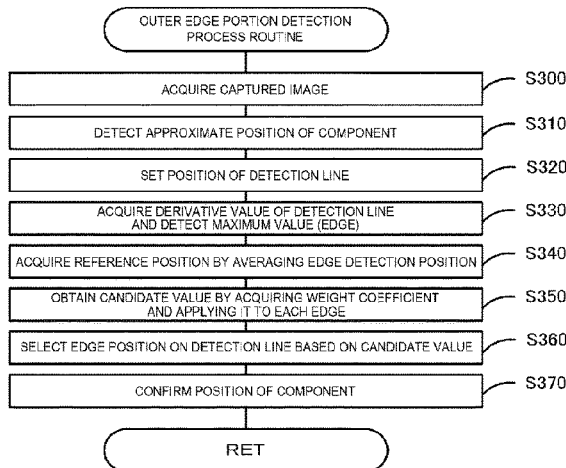 OUTER EDGE PORTION DETECTION
PROCESS ROUTINE
ACQUIRE CAPTURED IMAGE
S300
DETECT APPROXIMATE POSITION OF COMPONENT
S310
SET POSITION OF DETECTION LINE
S320
ACQUIRE DERIVATIVE VALUE OF DETECTION LINE
AND DETECT MAXIMUM VALUE (EDGE)
S330
ACQUIRE REFERENCE POSITION BY AVERAGING EDGE DETECTION POSITION
S340
OBTAIN CANDIDATE VALUE BY ACQUIRING WEIGHT COEFFICIENT
AND APPLYING IT TO EACH EDGE
S350
SELECT EDGE POSITION ON DETECTION LINE BASED ON CANDIDATE VALUE
S360
CONFIRM POSITION OF COMPONENT
S370
RET